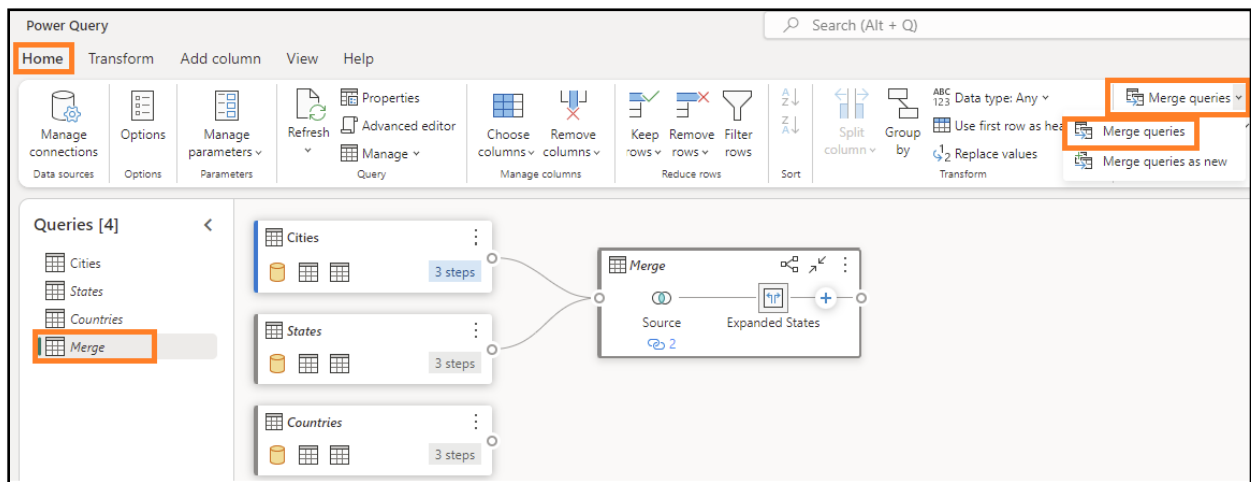 Power Query
Search (Alt + Q)
Home Transform Add column View Help
Manage connections
Data sources
Options
Options
Manage parameters
Parameters
Refresh
Properties
Advanced editor
Manage
Query
Choose columns
Remove columns
Manage columns
Keep rows
Remove rows
Filter rows
Reduce rows
A Z
Z A
Sort
Split column
Group by
ABC 123 Data type: Any
Use first row as hea
1 2 Replace values
Transform
Merge queries
Merge queries
Merge queries as new
Queries [4]
Cities
States
Countries
Merge
Cities
3 steps
States
3 steps
Countries
3 steps
Merge
Source
2
Expanded States